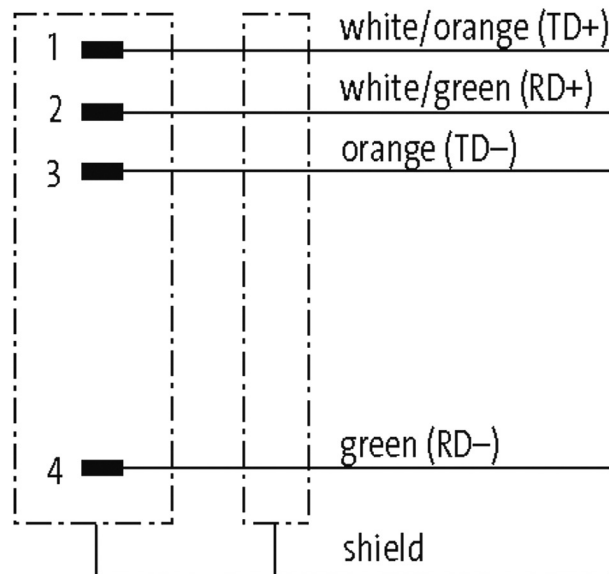 1 white/orange (TD+)
2 white/green (RD+)
3 orange (TD–)
4 green (RD–)
shield